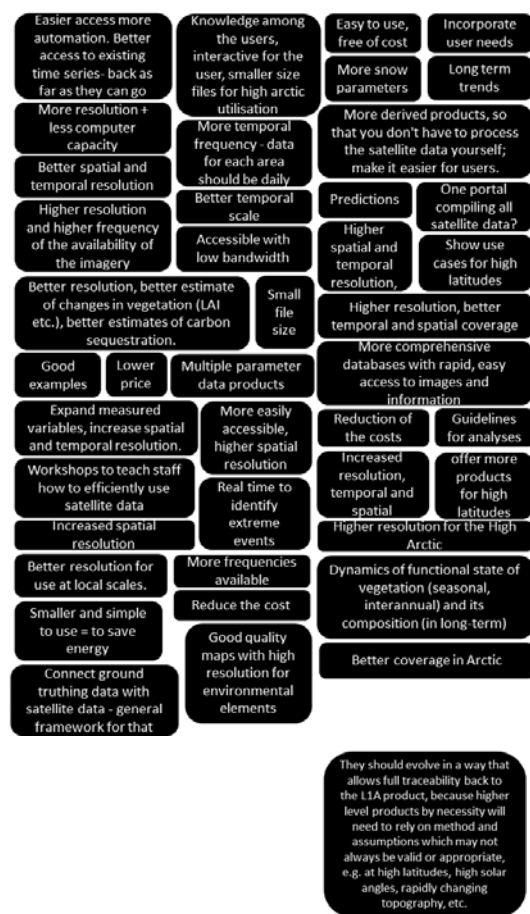 Easier access more
automation. Better
access to existing
time series- back as
far as they can go
More resolution +
less computer
capacity
Better spatial and
temporal resolution
Higher resolution
and higher frequency
of the availability of
the imagery
Knowledge among
the users,
interactive for the
user, smaller size
files for high arctic
utilisation
More temporal
frequency - data
for each area
should be daily
Better temporal
scale
Accessible with
low bandwidth
Better resolution, better estimate
of changes in vegetation (LAI
etc.), better estimates of carbon
sequestration.
Small
file
size
Good
examples
Lower
price
Multiple parameter
data products
Expand measured
variables, increase spatial
and temporal resolution.
Workshops to teach staff
how to efficiently use
satellite data
Increased spatial
resolution
More easily
accessible,
higher spatial
resolution
Real time to
identify
extreme
events
Better resolution for
use at local scales.
Smaller and simple
to use = to save
energy
Connect ground
truthing data with
satellite data - general
framework for that
More frequencies
available
Reduce the cost
Good quality
maps with high
resolution for
environmental
elements
Easy to use,
free of cost
Incorporate
user needs
More snow
parameters
Long term
trends
More derived products, so
that you don't have to process
the satellite data yourself;
make it easier for users.
Predictions
One portal
compiling all
satellite data?
Higher
spatial and
temporal
resolution,
Show use
cases for high
latitudes
Higher resolution, better
temporal and spatial coverage
More comprehensive
databases with rapid, easy
access to images and
information
Reduction of
the costs
Guidelines
for analyses
Increased
resolution,
temporal and
spatial
offer more
products
for high
latitudes
Higher resolution for the High
Arctic
Dynamics of functional state of
vegetation (seasonal,
interannual) and its
composition (in long-term)
Better coverage in Arctic
They should evolve in a way that
allows full traceability back to
the L1A product, because higher
level products by necessity will
need to rely on method and
assumptions which may not
always be valid or appropriate,
e.g. at high latitudes, high solar
angles, rapidly changing
topography, etc.